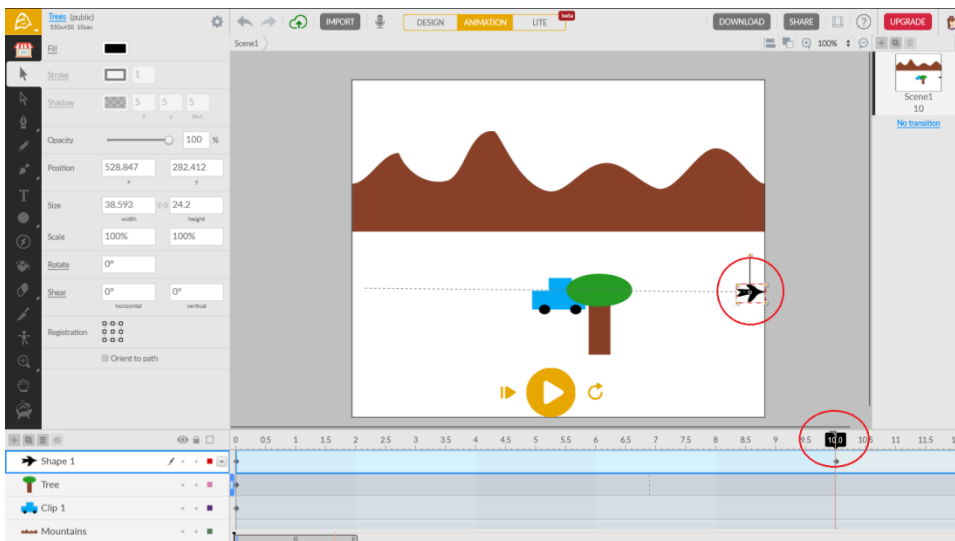 Trees (public)
550x450 10sec
IMPORT
DESIGN ANIMATION LITE beta
DOWNLOAD SHARE ? UPGRADE
Scene1
100%
Fill
Stroke 1
Shadow 5 5 5
x y blur
Opacity 100 %
Position 528.847 282.412
x y
Size 38.593 24.2
width height
Scale 100% 100%
Rotate 0°
Shear 0° 0°
horizontal vertical
Registration
Orient to path
Scene1
10
No transition
0 0.5 1 1.5 2 2.5 3 3.5 4 4.5 5 5.5 6 6.5 7 7.5 8 8.5 9 9.5 10.0 10.5 11 11.5
Shape 1
Tree
Clip 1
Mountains